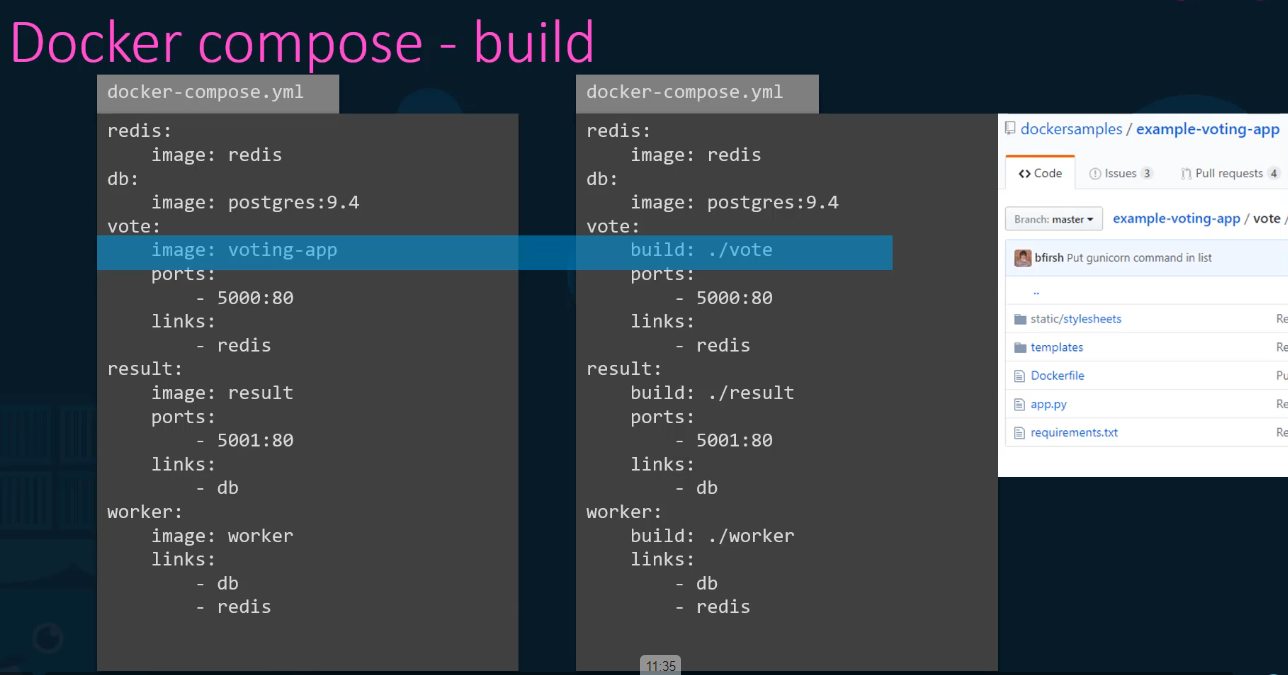 Docker compose - build
docker-compose.yml
redis:
    image: redis
db:
    image: postgres:9.4
vote:
    image: voting-app
    ports:
        - 5000:80
    links:
        - redis
result:
    image: result
    ports:
        - 5001:80
    links:
        - db
worker:
    image: worker
    links:
        - db
        - redis
docker-compose.yml
redis:
    image: redis
db:
    image: postgres:9.4
vote:
    build: ./vote
    ports:
        - 5000:80
    links:
        - redis
result:
    build: ./result
    ports:
        - 5001:80
    links:
        - db
worker:
    build: ./worker
    links:
        - db
        - redis
dockersamples / example-voting-app
<> Code Issues 3 Pull requests 4
Branch: master example-voting-app / vote /
bfirsh Put gunicorn command in list
..
static/stylesheets Re
templates Re
Dockerfile Pu
app.py Re
requirements.txt Re
11:35